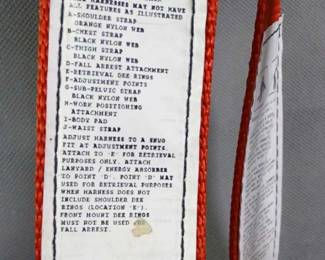 HARNESSES MAY NOT HAVE
ALL FEATURES AS ILLUSTRATED
A-SHOULDER STRAP
ORANGE NYLON WEB
B-CHEST STRAP
BLACK NYLON WEB
C-THIGH STRAP
BLACK NYLON WEB
D-FALL ARREST ATTACHMENT
E-RETRIEVAL DEE RINGS
F-ADJUSTMENT POINTS
G-SUB-PELVIC STRAP
BLACK NYLON WEB
H-WORK POSITIONING
ATTACHMENT
I-BODY PAD
J-WAIST STRAP
ADJUST HARNESS TO A SNUG
FIT AT ADJUSTMENT POINTS
ATTACH TO 'E' FOR RETRIEVAL
PURPOSES ONLY. ATTACH
LANYARD / ENERGY ABSORBER
TO POINT 'D'. POINT 'D' MAY
USED FOR RETRIEVAL PURPOSES
WHEN HARNESS DOES NOT
INCLUDE SHOULDER DEE
RINGS (LOCATION 'E').
FRONT MOUNT DEE RINGS
MUST NOT BE USED
FALL ARREST.